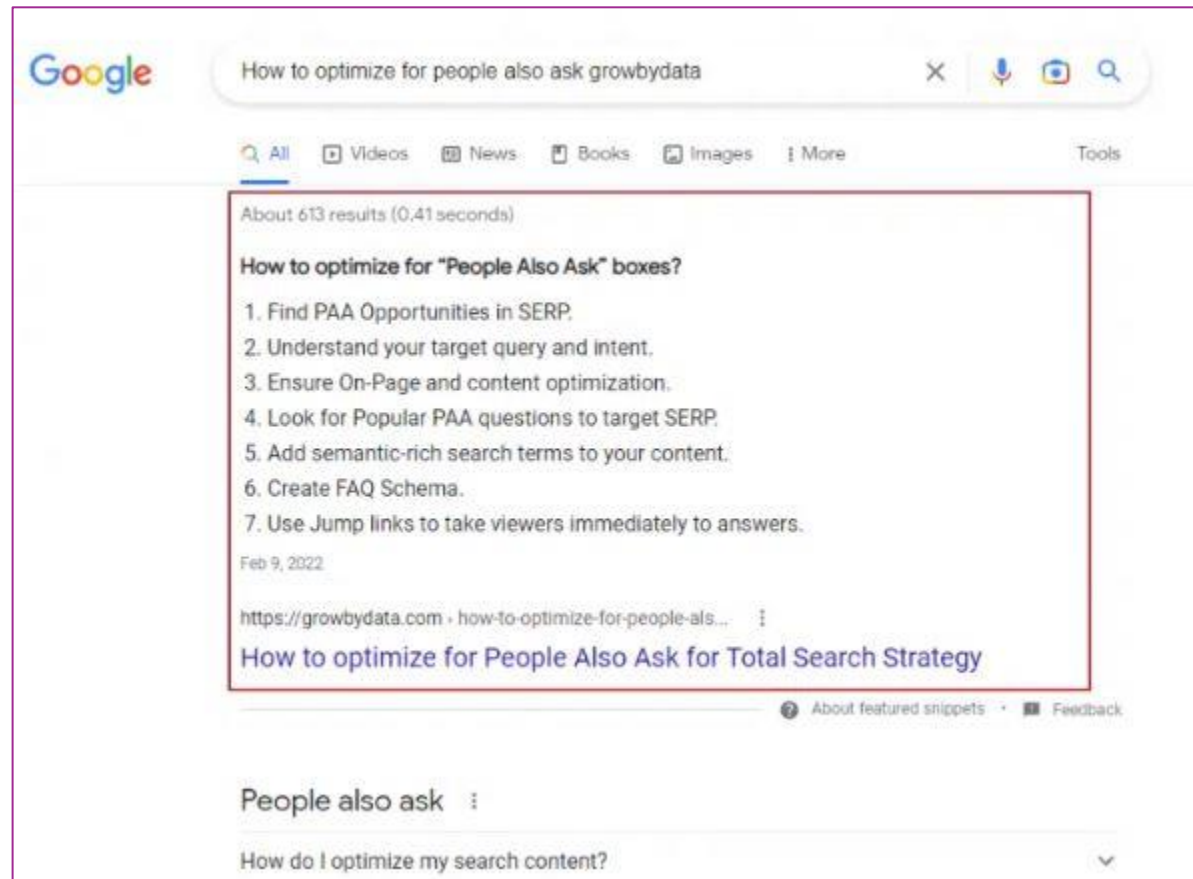 Google
How to optimize for people also ask growbydata
All Videos News Books Images More Tools
About 613 results (0.41 seconds)
How to optimize for “People Also Ask” boxes?
1. Find PAA Opportunities in SERP.
2. Understand your target query and intent.
3. Ensure On-Page and content optimization.
4. Look for Popular PAA questions to target SERP.
5. Add semantic-rich search terms to your content.
6. Create FAQ Schema.
7. Use Jump links to take viewers immediately to answers.
Feb 9, 2022
https://growbydata.com › how-to-optimize-for-people-als...
How to optimize for People Also Ask for Total Search Strategy
About featured snippets · Feedback
People also ask
How do I optimize my search content?